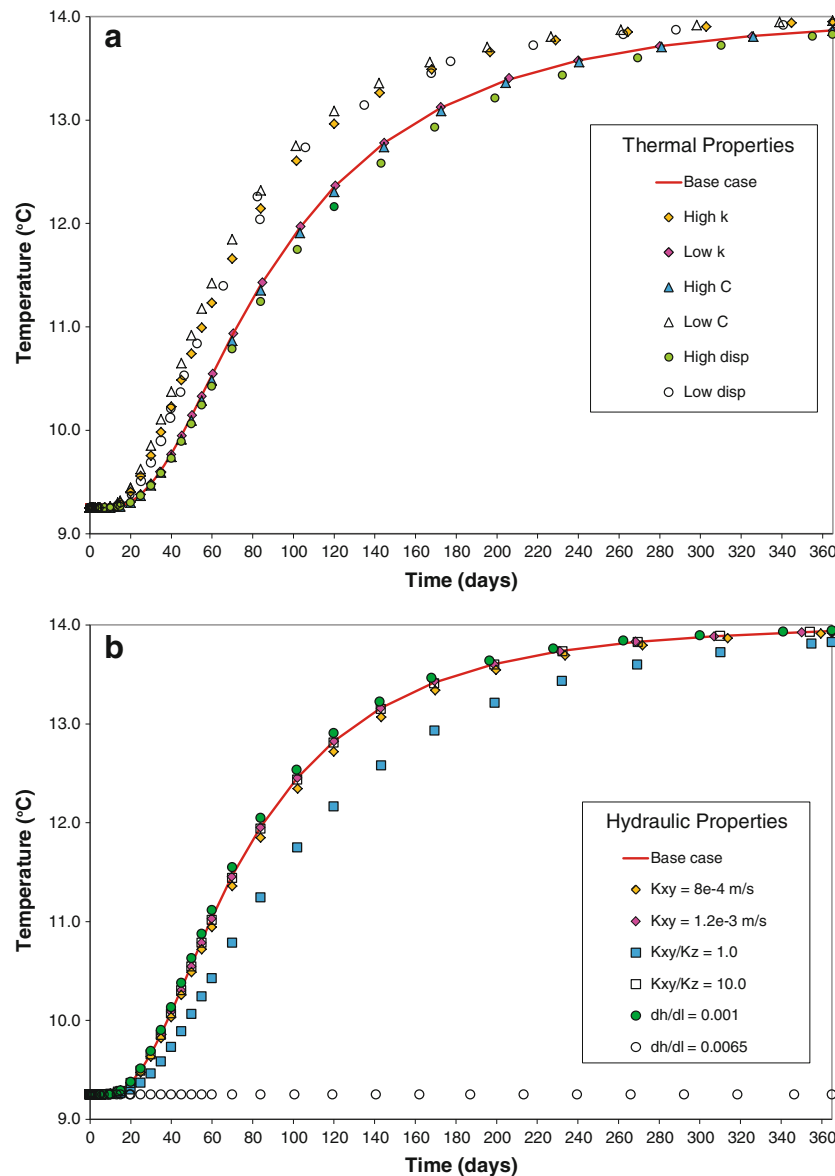 a
14.0
13.0
12.0
11.0
10.0
9.0
Temperature (°C)
0 20 40 60 80 100 120 140 160 180 200 220 240 260 280 300 320 340 360
Time (days)
Thermal Properties
Base case
High k
Low k
High C
Low C
High disp
Low disp
b
14.0
13.0
12.0
11.0
10.0
9.0
Temperature (°C)
0 20 40 60 80 100 120 140 160 180 200 220 240 260 280 300 320 340 360
Time (days)
Hydraulic Properties
Base case
Kxy = 8e-4 m/s
Kxy = 1.2e-3 m/s
Kxy/Kz = 1.0
Kxy/Kz = 10.0
dh/dl = 0.001
dh/dl = 0.0065